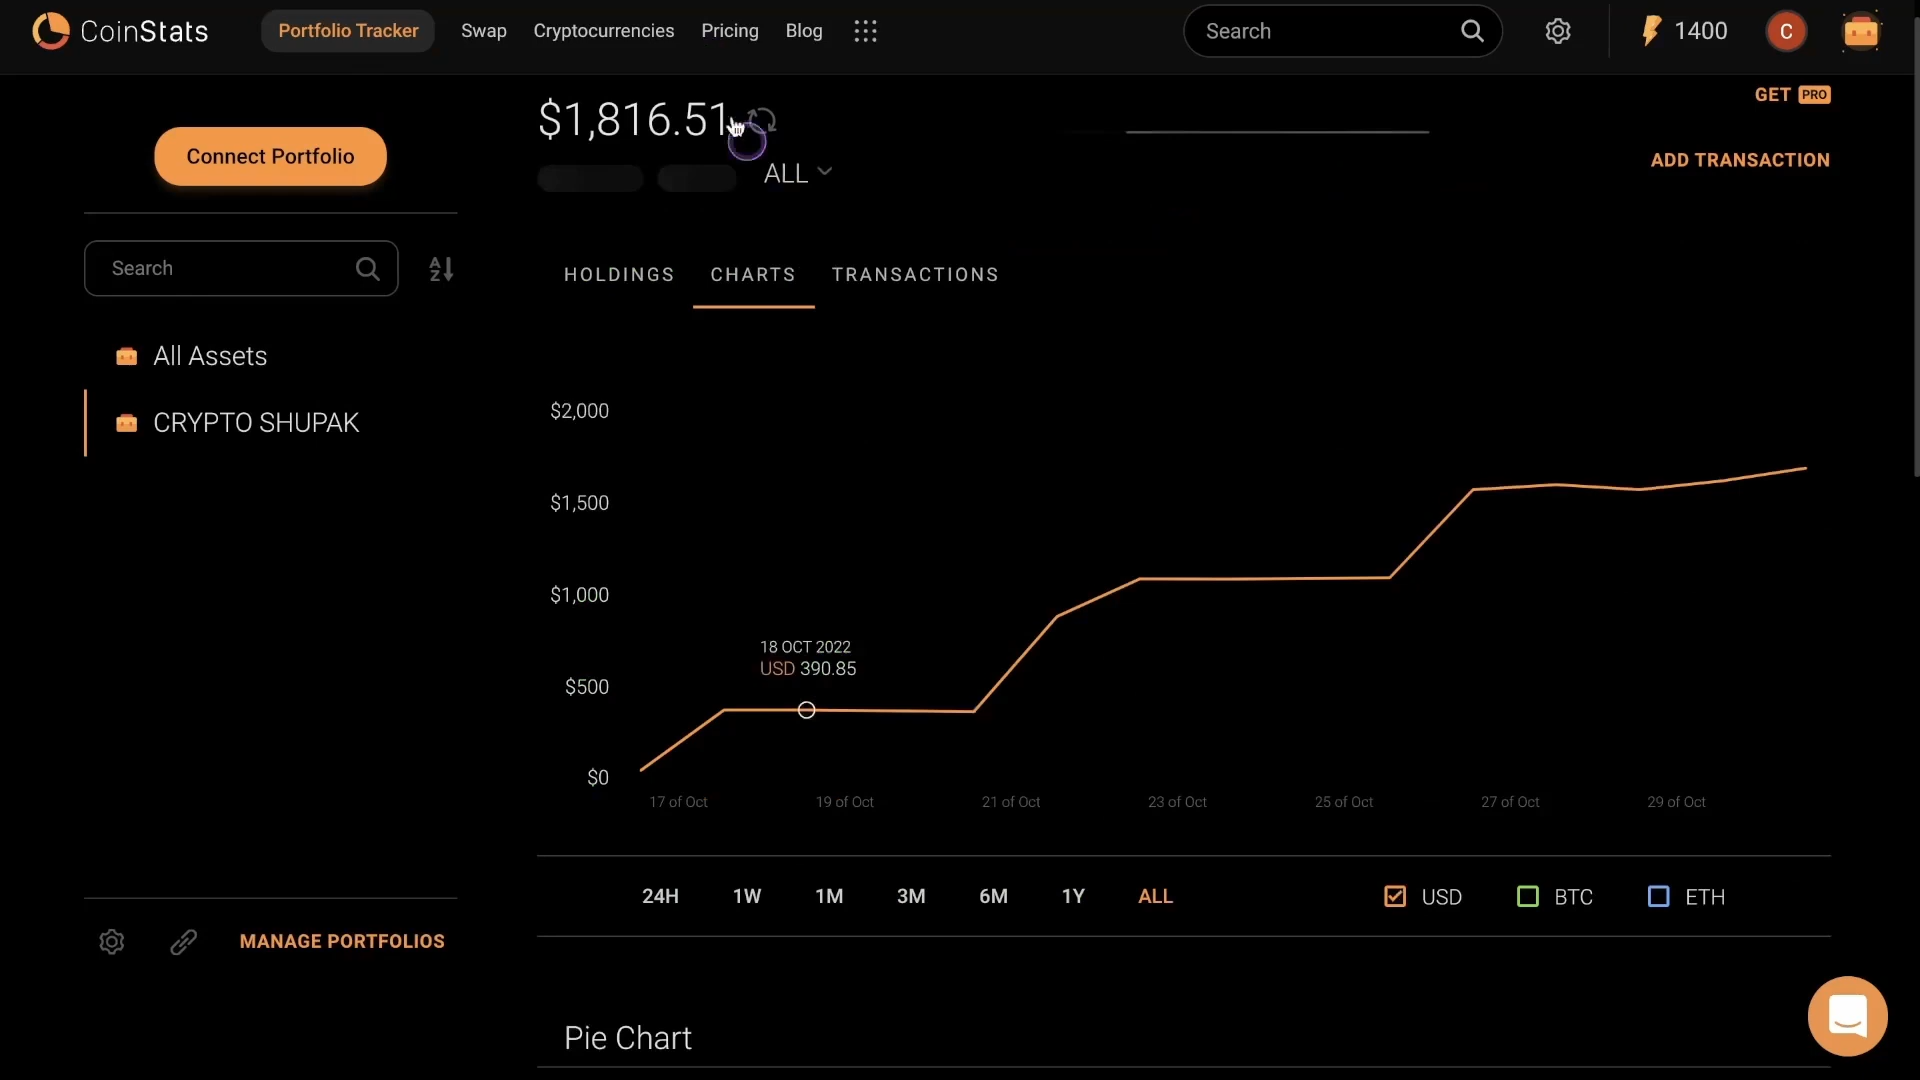 CoinStats
Portfolio Tracker
Swap
Cryptocurrencies
Pricing
Blog
Search
1400
C
$1,816.51
GET PRO
Connect Portfolio
ADD TRANSACTION
ALL
Search
A Z
HOLDINGS
CHARTS
TRANSACTIONS
All Assets
CRYPTO SHUPAK
$2,000
$1,500
$1,000
$500
$0
18 OCT 2022
USD 390.85
17 of Oct
19 of Oct
21 of Oct
23 of Oct
25 of Oct
27 of Oct
29 of Oct
24H
1W
1M
3M
6M
1Y
ALL
USD
BTC
ETH
MANAGE PORTFOLIOS
Pie Chart